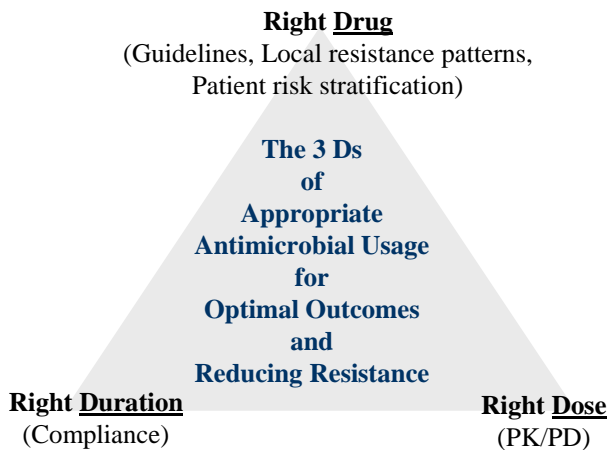 Right Drug
(Guidelines, Local resistance patterns,
Patient risk stratification)
The 3 Ds
of
Appropriate
Antimicrobial Usage
for
Optimal Outcomes
and
Reducing Resistance
Right Duration
(Compliance)
Right Dose
(PK/PD)